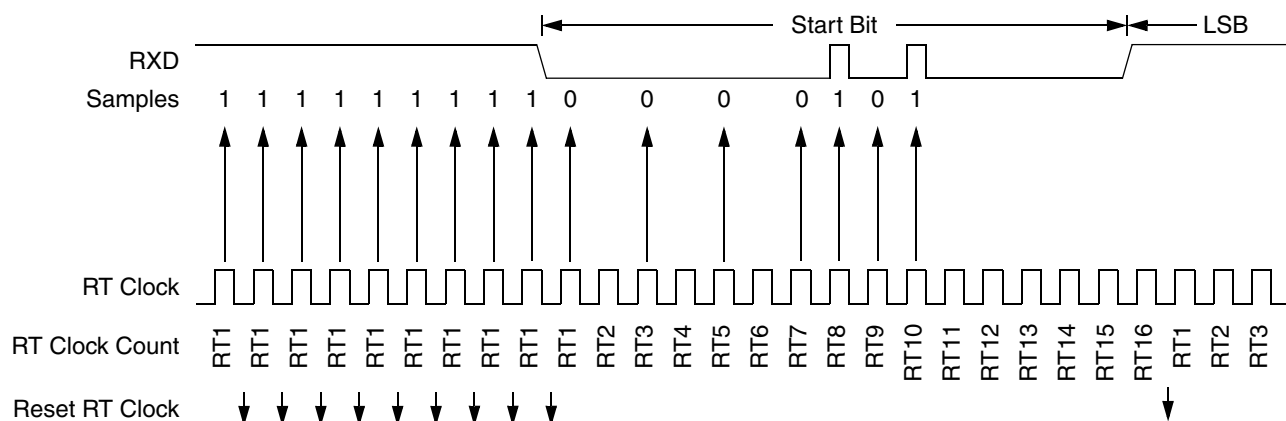 Start Bit LSB
RXD
Samples 1 1 1 1 1 1 1 1 1 0 0 0 0 1 0 1
RT Clock
RT Clock Count RT1 RT1 RT1 RT1 RT1 RT1 RT1 RT1 RT1 RT1 RT2 RT3 RT4 RT5 RT6 RT7 RT8 RT9 RT10 RT11 RT12 RT13 RT14 RT15 RT16 RT1 RT2 RT3
Reset RT Clock